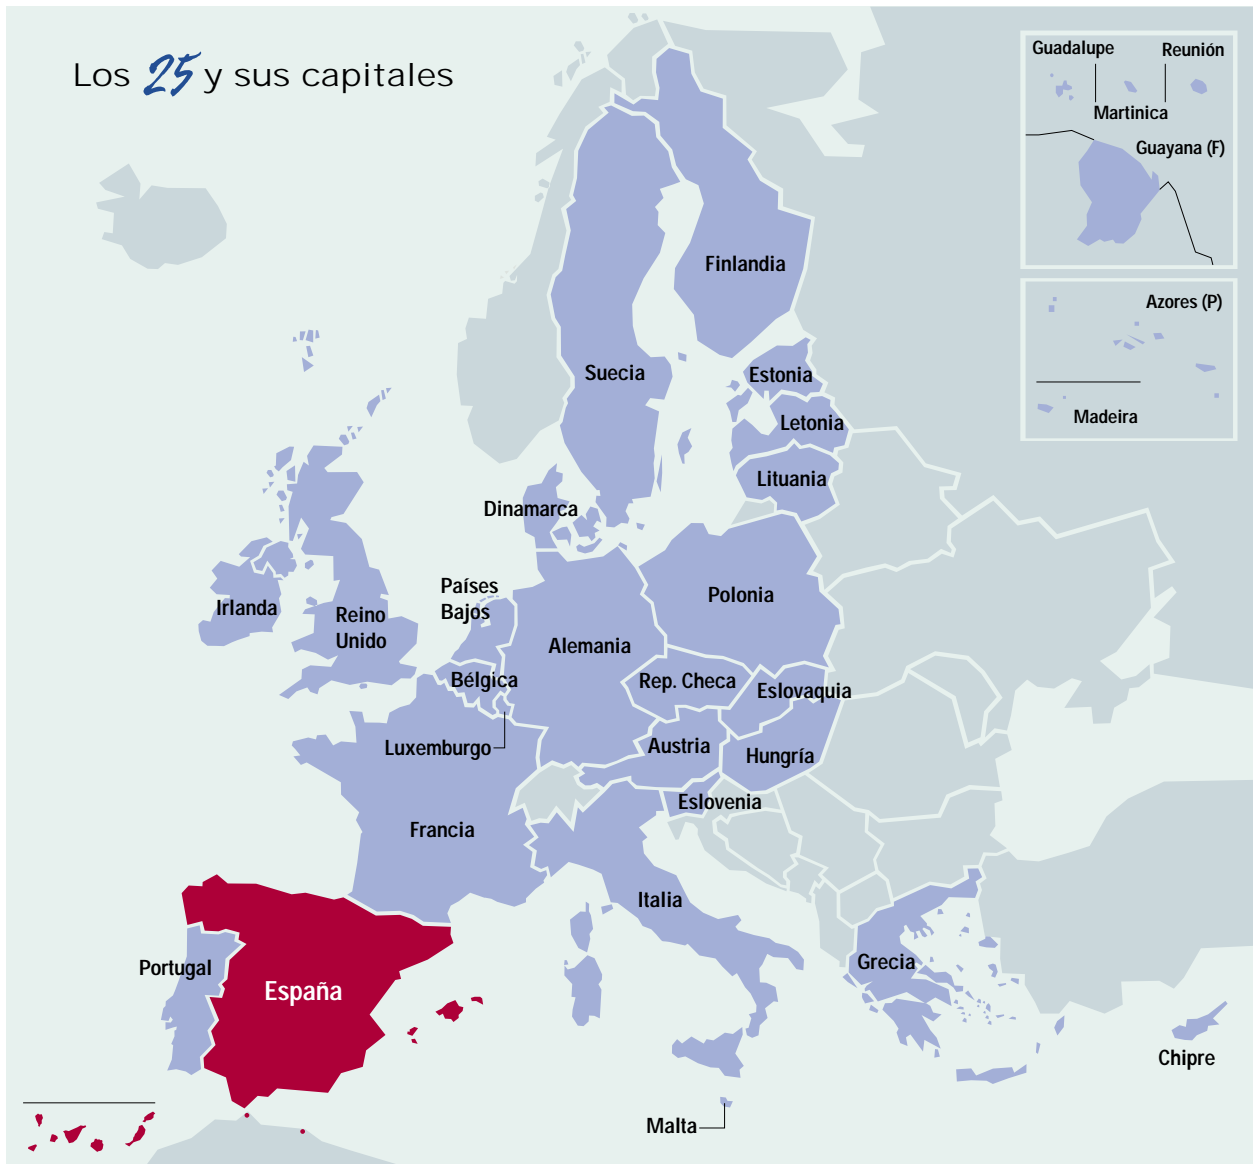 Los 25 y sus capitales
Guadalupe
Reunión
Martinica
Guayana (F)
Finlandia
Azores (P)
Suecia
Estonia
Letonia
Madeira
Lituania
Dinamarca
Países
Bajos
Irlanda
Reino
Unido
Polonia
Alemania
Bélgica
Rep. Checa
Eslovaquia
Luxemburgo
Austria
Hungría
Eslovenia
Francia
Italia
Portugal
España
Grecia
Chipre
Malta